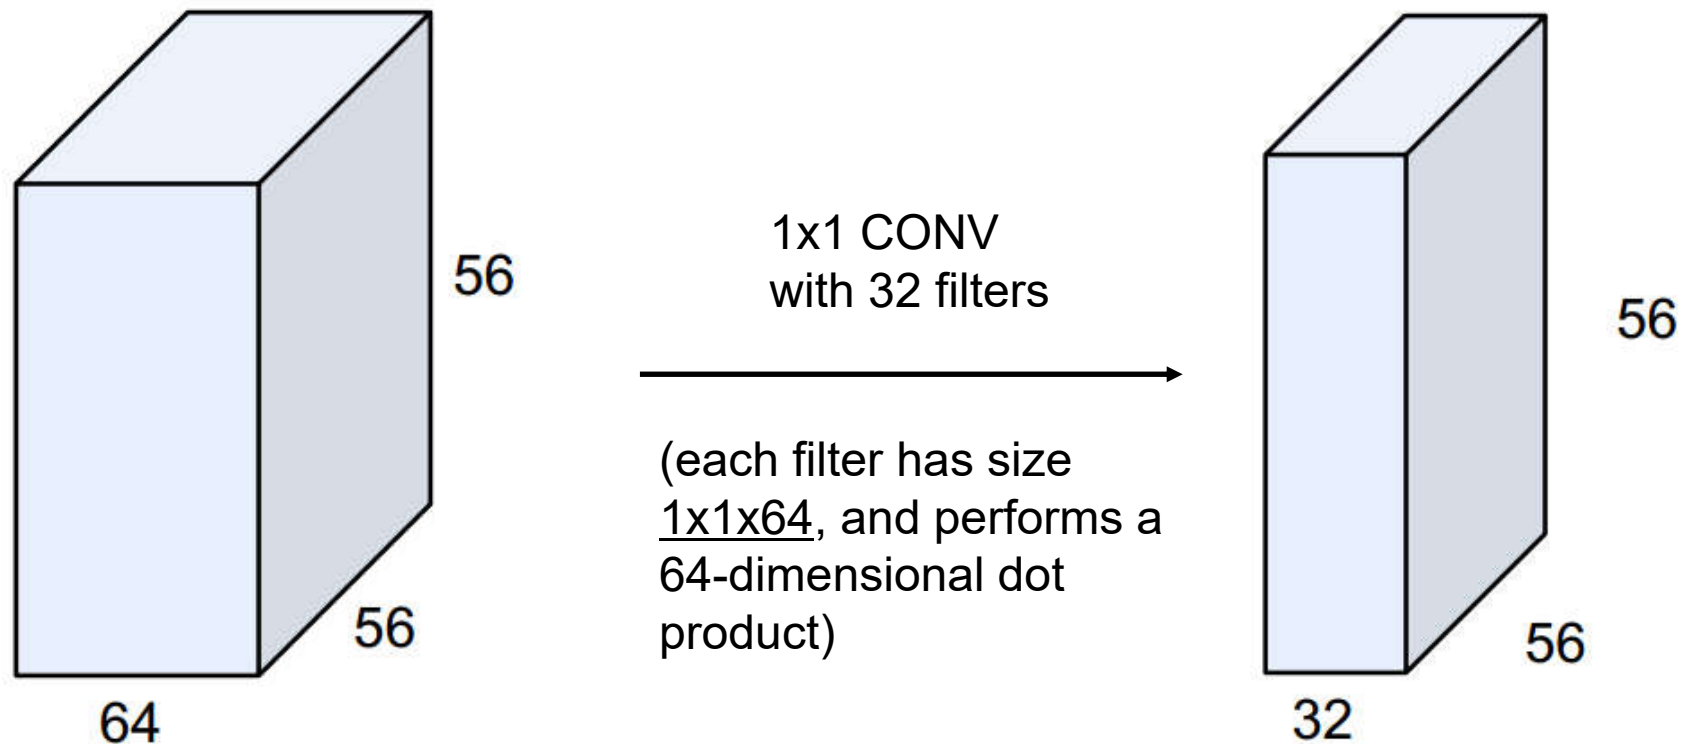 56
56
64
1x1 CONV
with 32 filters
(each filter has size
1x1x64, and performs a
64-dimensional dot
product)
56
56
32